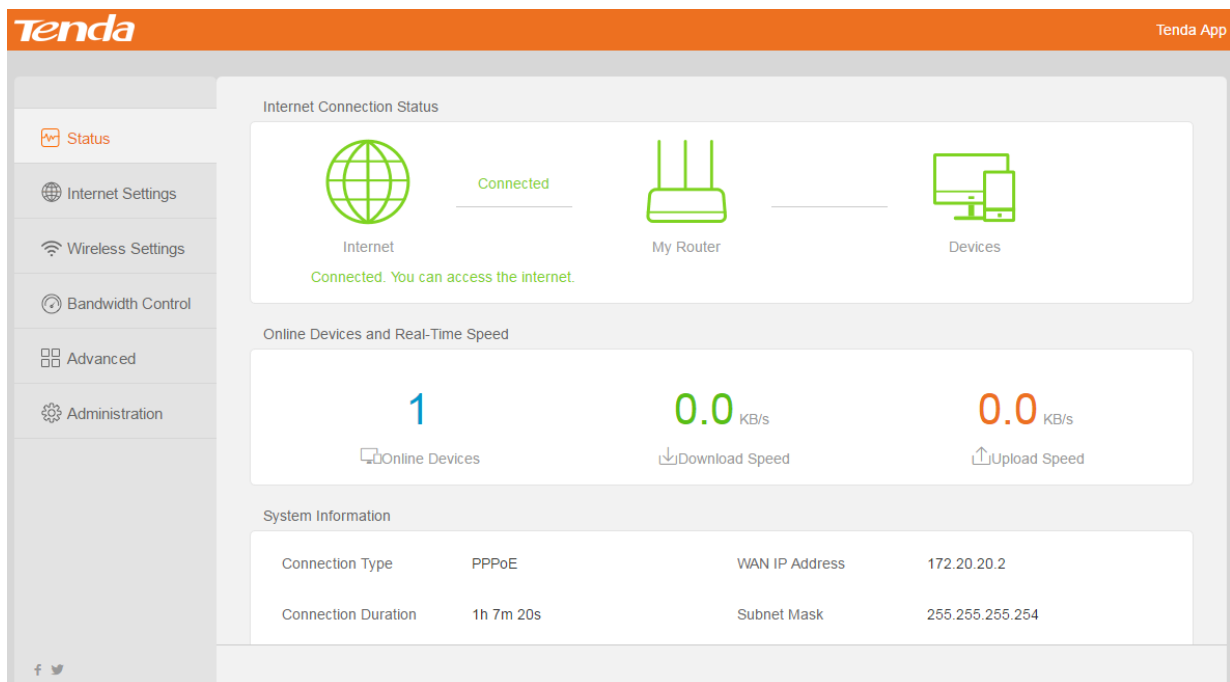 Tenda
Tenda App
Status
Internet Settings
Wireless Settings
Bandwidth Control
Advanced
Administration
Internet Connection Status
Connected
Internet
My Router
Devices
Connected. You can access the internet.
Online Devices and Real-Time Speed
1
0.0 KB/s
0.0 KB/s
Online Devices
Download Speed
Upload Speed
System Information
Connection Type PPPoE WAN IP Address 172.20.20.2
Connection Duration 1h 7m 20s Subnet Mask 255.255.255.254